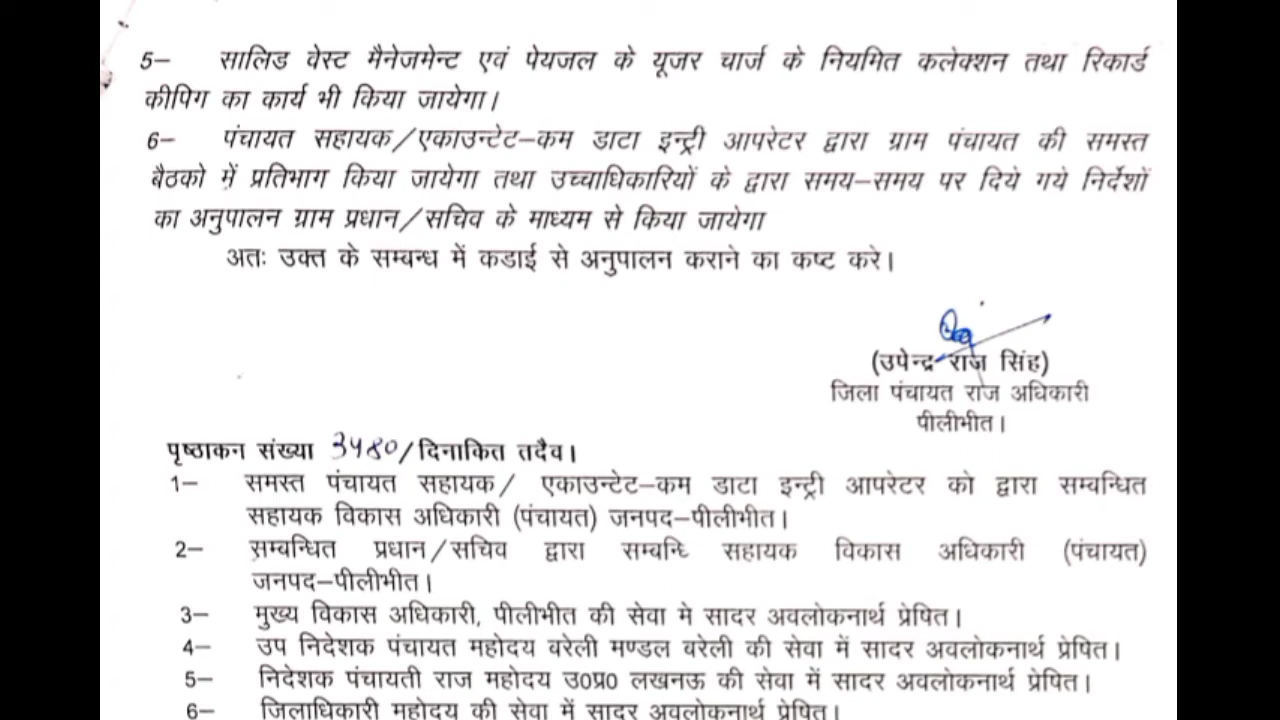 5– सालिड वेस्ट मैनेजमेन्ट एवं पेयजल के यूजर चार्ज के नियमित कलेक्शन तथा रिकार्ड
कीपिग का कार्य भी किया जायेगा।
6– पंचायत सहायक/एकाउन्टेट–कम डाटा इन्ट्री आपरेटर द्वारा ग्राम पंचायत की समस्त
बैठको में प्रतिभाग किया जायेगा तथा उच्चाधिकारियों के द्वारा समय–समय पर दिये गये निर्देशों
का अनुपालन ग्राम प्रधान/सचिव के माध्यम से किया जायेगा
अतः उक्त के सम्बन्ध में कडाई से अनुपालन कराने का कष्ट करे।
(उपेन्द्र राज सिंह)
जिला पंचायत राज अधिकारी
पीलीभीत।
पृष्ठाकन संख्या 3480/दिनाकित तदैव।
1– समस्त पंचायत सहायक/ एकाउन्टेट–कम डाटा इन्ट्री आपरेटर को द्वारा सम्बन्धित
सहायक विकास अधिकारी (पंचायत) जनपद–पीलीभीत।
2– सम्बन्धित प्रधान/सचिव द्वारा सम्बन्धि सहायक विकास अधिकारी (पंचायत)
जनपद–पीलीभीत।
3– मुख्य विकास अधिकारी, पीलीभीत की सेवा मे सादर अवलोकनार्थ प्रेषित।
4– उप निदेशक पंचायत महोदय बरेली मण्डल बरेली की सेवा में सादर अवलोकनार्थ प्रेषित।
5– निदेशक पंचायती राज महोदय उ0प्र0 लखनऊ की सेवा में सादर अवलोकनार्थ प्रेषित।
6– जिलाधिकारी महोदय की सेवा में सादर अवलोकनार्थ प्रेषित।